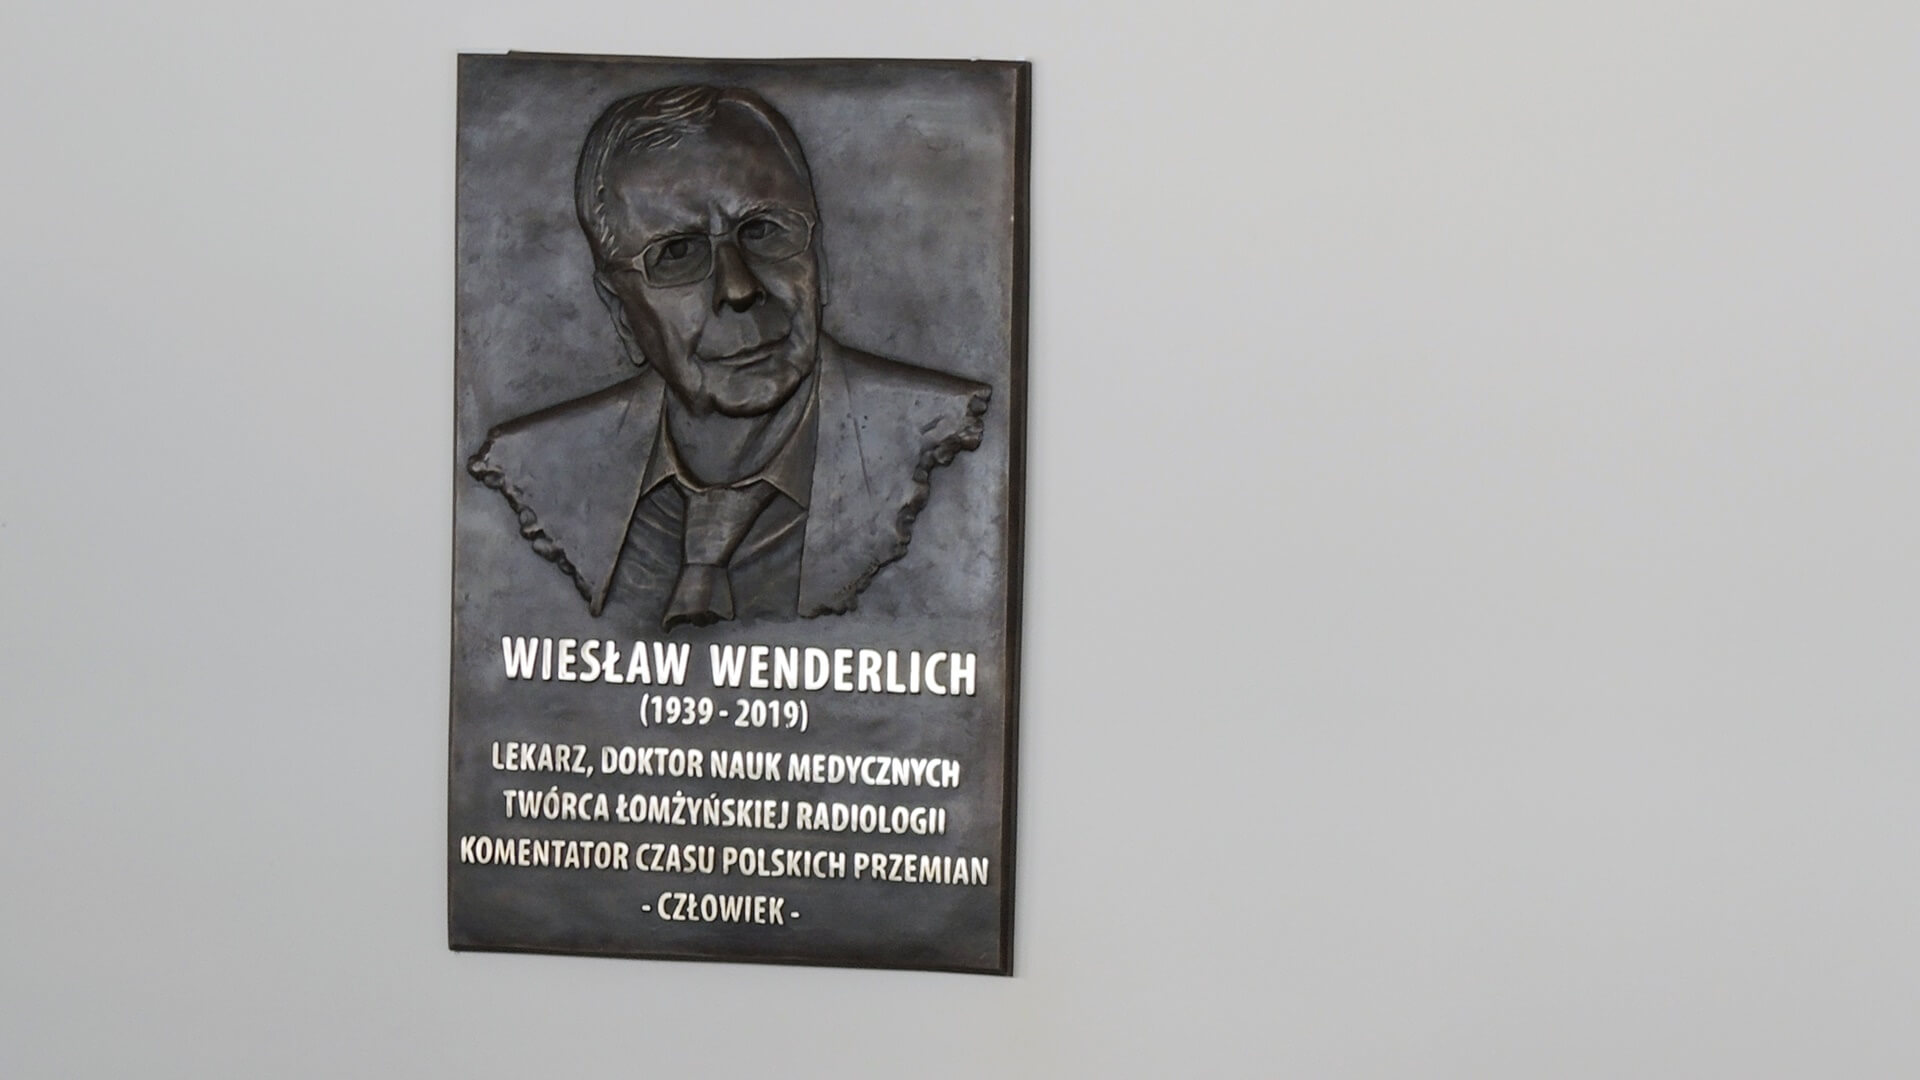 WIESŁAW WENDERLICH
(1939 - 2019)
LEKARZ, DOKTOR NAUK MEDYCZNYCH
TWÓRCA ŁOMŻYŃSKIEJ RADIOLOGII
KOMENTATOR CZASU POLSKICH PRZEMIAN
- CZŁOWIEK -